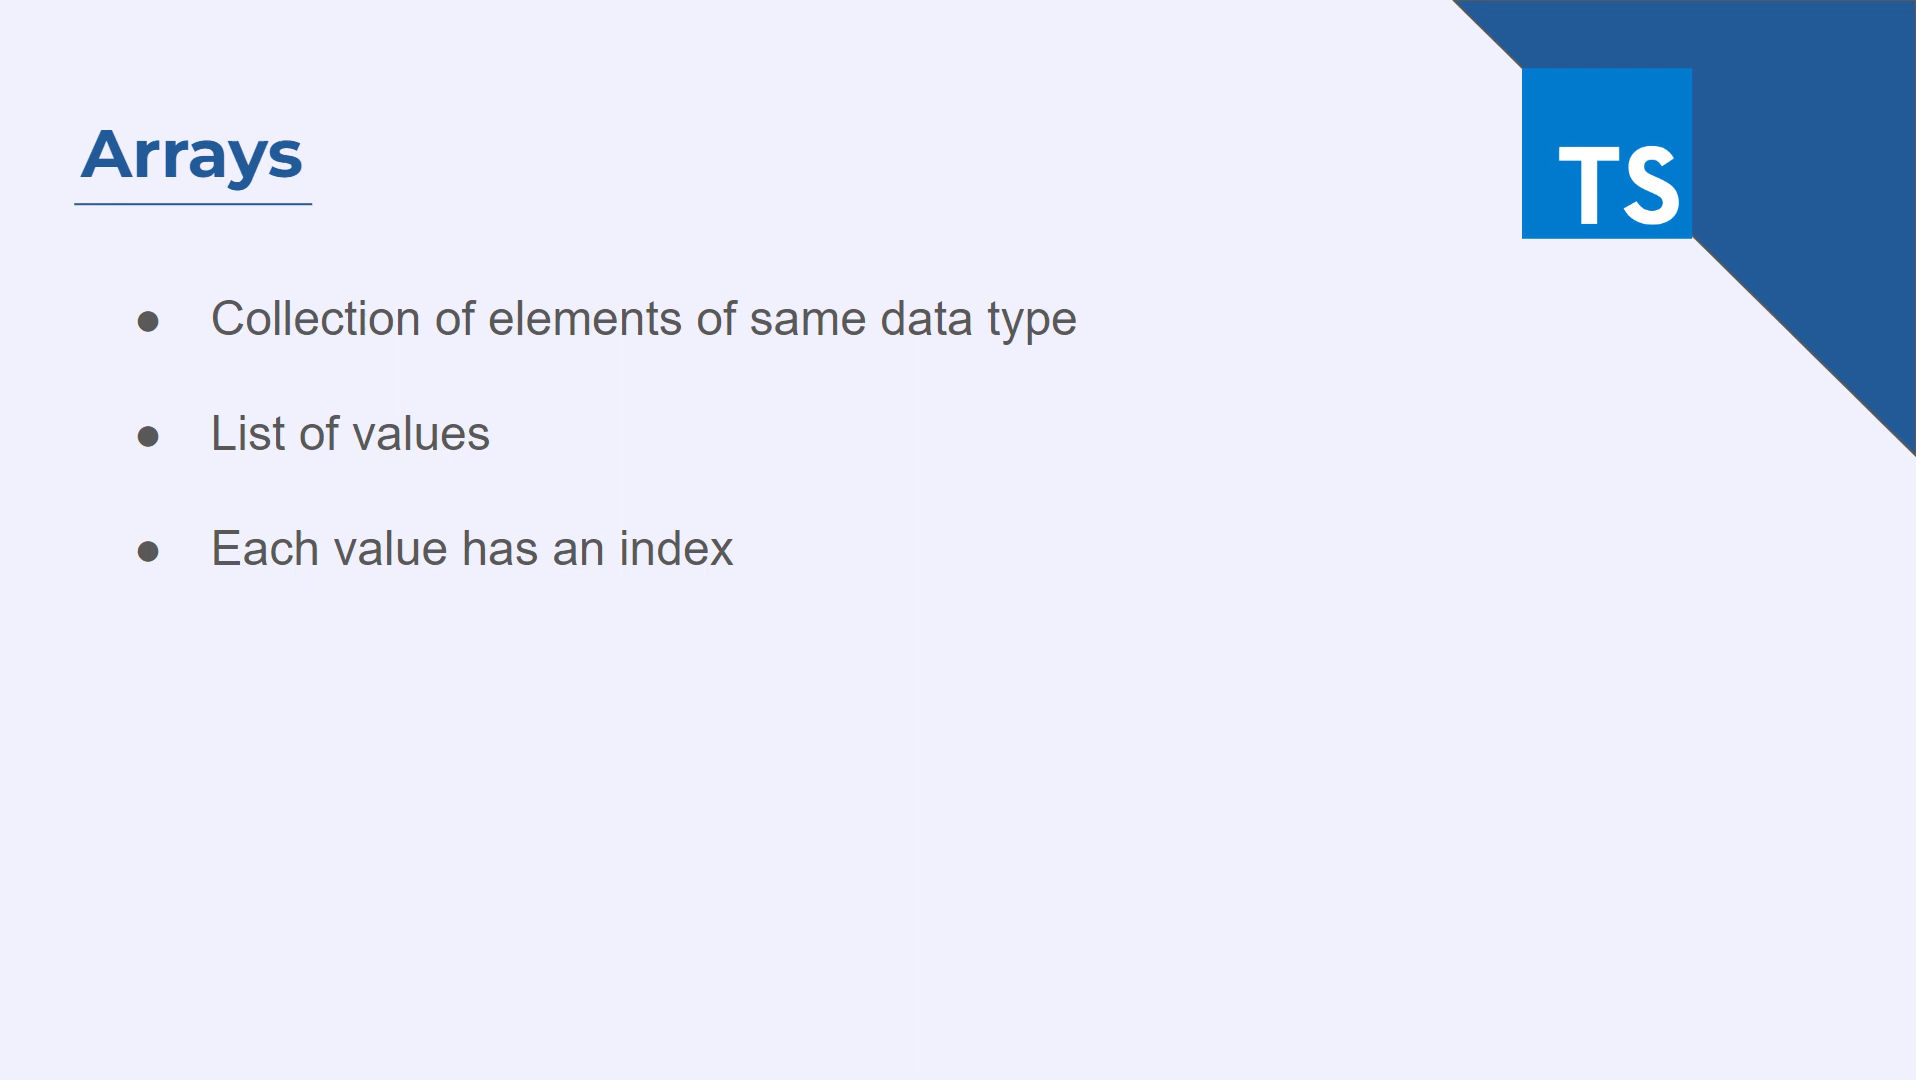 Arrays
TS
● Collection of elements of same data type
● List of values
● Each value has an index